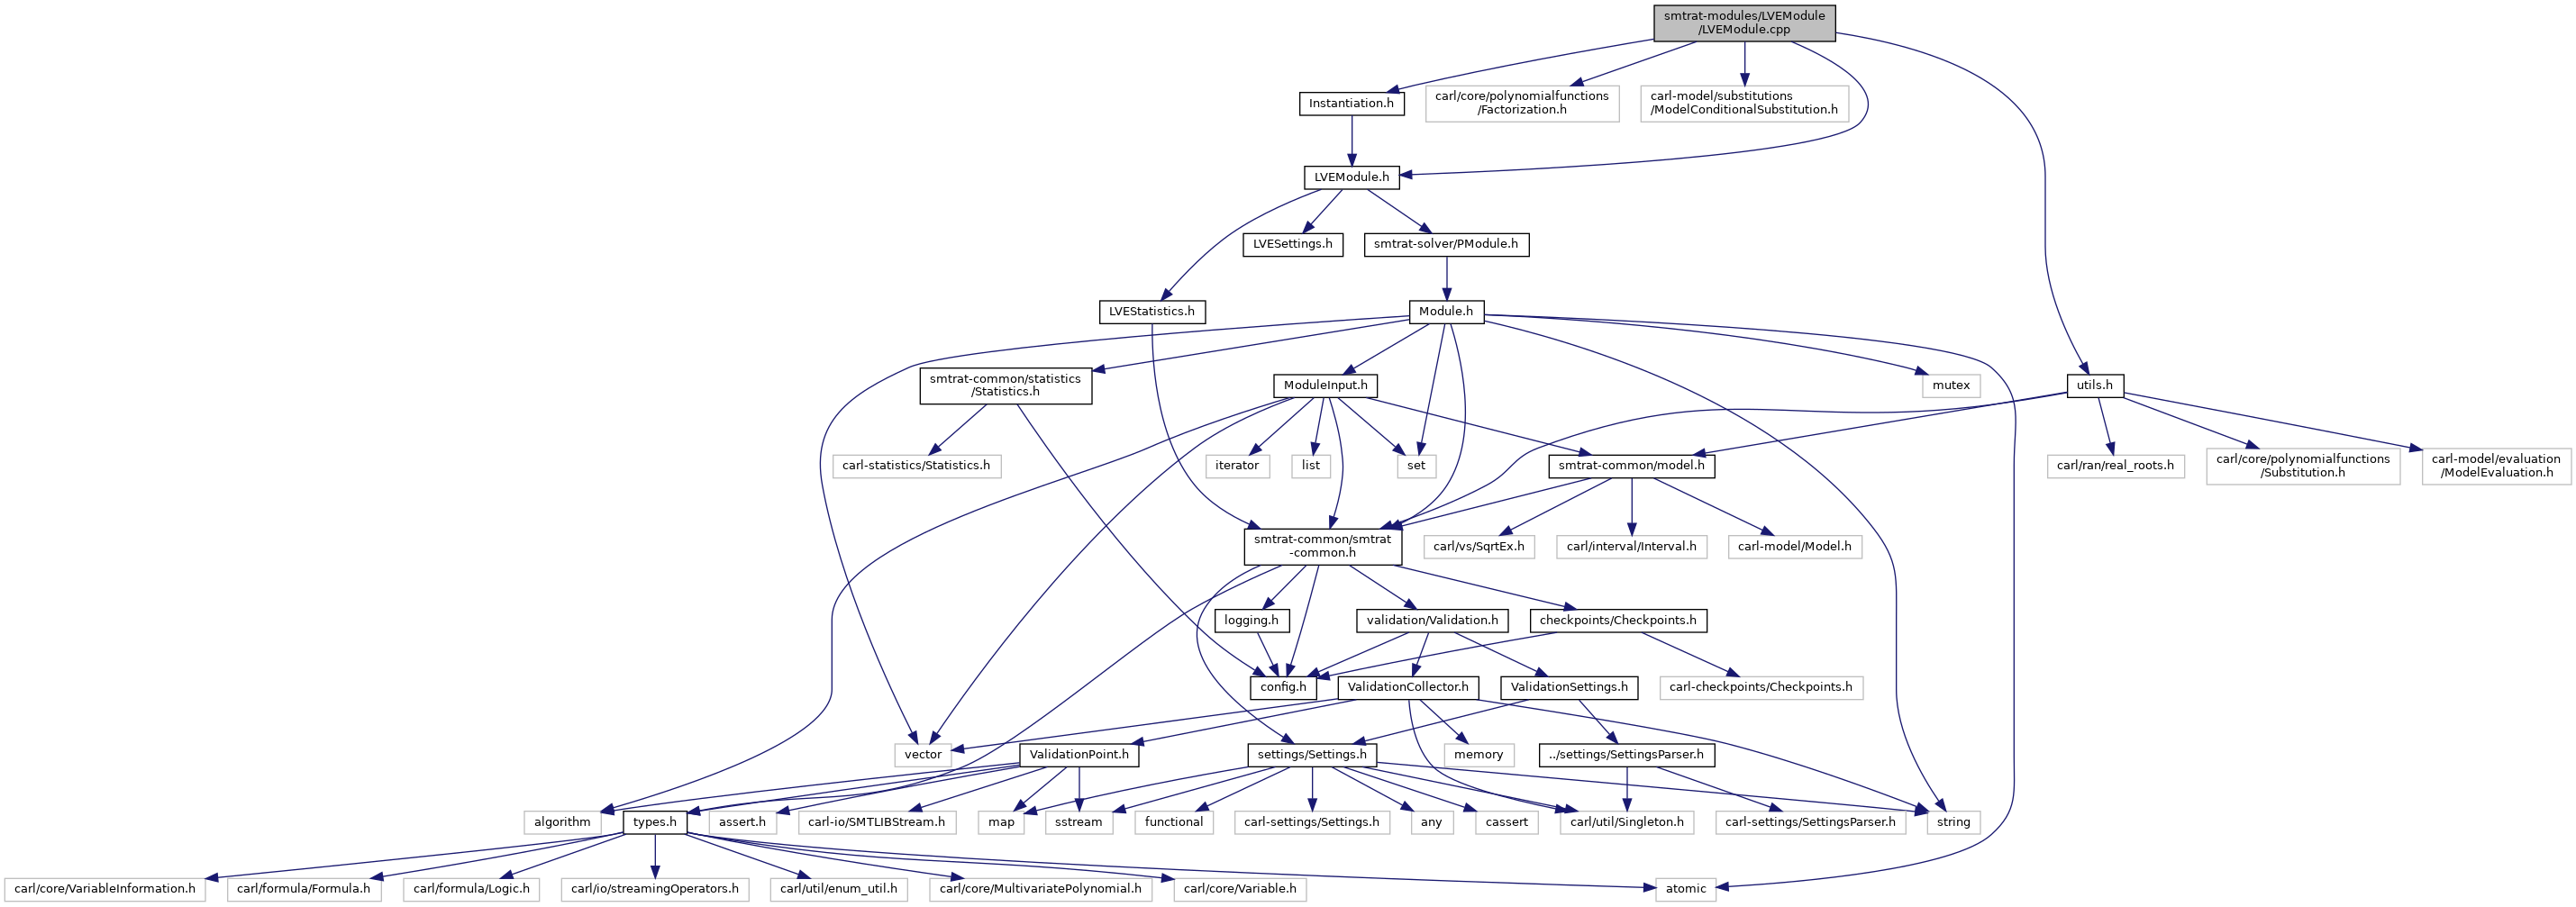 smtrat-modules/LVEModule
/LVEModule.cpp
Instantiation.h
carl/core/polynomialfunctions
/Factorization.h
carl-model/substitutions
/ModelConditionalSubstitution.h
LVEModule.h
LVESettings.h
smtrat-solver/PModule.h
LVEStatistics.h
Module.h
smtrat-common/statistics
/Statistics.h
ModuleInput.h
mutex
utils.h
carl-statistics/Statistics.h
iterator
list
set
smtrat-common/model.h
carl/ran/real_roots.h
carl/core/polynomialfunctions
/Substitution.h
carl-model/evaluation
/ModelEvaluation.h
smtrat-common/smtrat
-common.h
carl/vs/SqrtEx.h
carl/interval/Interval.h
carl-model/Model.h
logging.h
validation/Validation.h
checkpoints/Checkpoints.h
config.h
ValidationCollector.h
ValidationSettings.h
carl-checkpoints/Checkpoints.h
vector
ValidationPoint.h
settings/Settings.h
memory
../settings/SettingsParser.h
algorithm
types.h
assert.h
carl-io/SMTLIBStream.h
map
sstream
functional
carl-settings/Settings.h
any
cassert
carl/util/Singleton.h
carl-settings/SettingsParser.h
string
carl/core/VariableInformation.h
carl/formula/Formula.h
carl/formula/Logic.h
carl/io/streamingOperators.h
carl/util/enum_util.h
carl/core/MultivariatePolynomial.h
carl/core/Variable.h
atomic